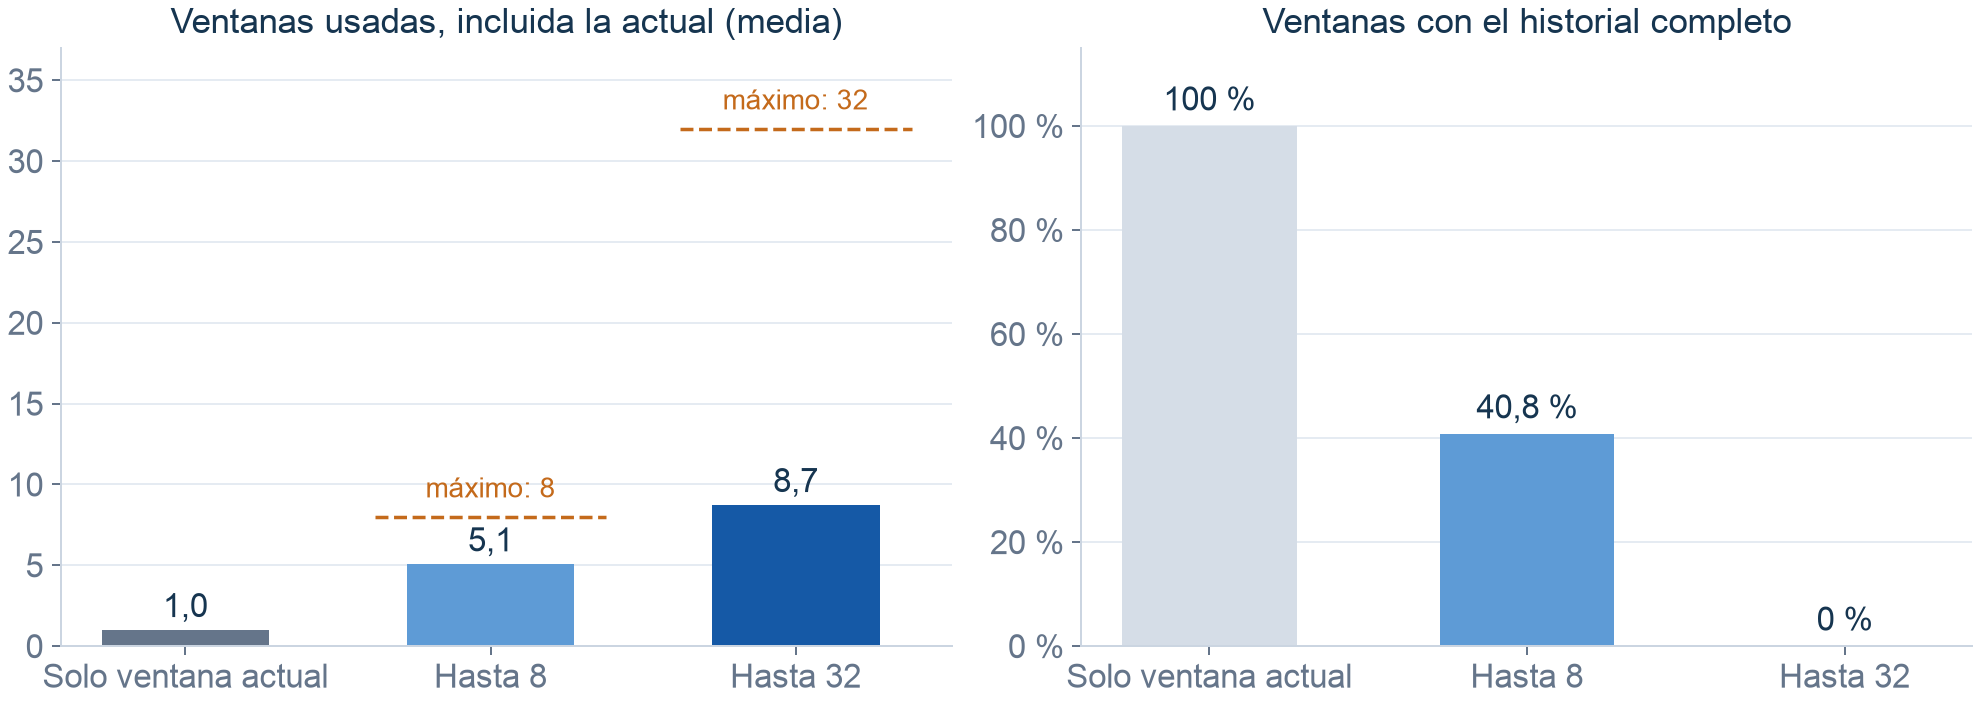 Ventanas usadas, incluida la actual (media)
35
30
25
20
15
10
5
0
máximo: 32
máximo: 8
1,0
5,1
8,7
Solo ventana actual
Hasta 8
Hasta 32
Ventanas con el historial completo
100 %
80 %
60 %
40 %
20 %
0 %
100 %
40,8 %
0 %
Solo ventana actual
Hasta 8
Hasta 32